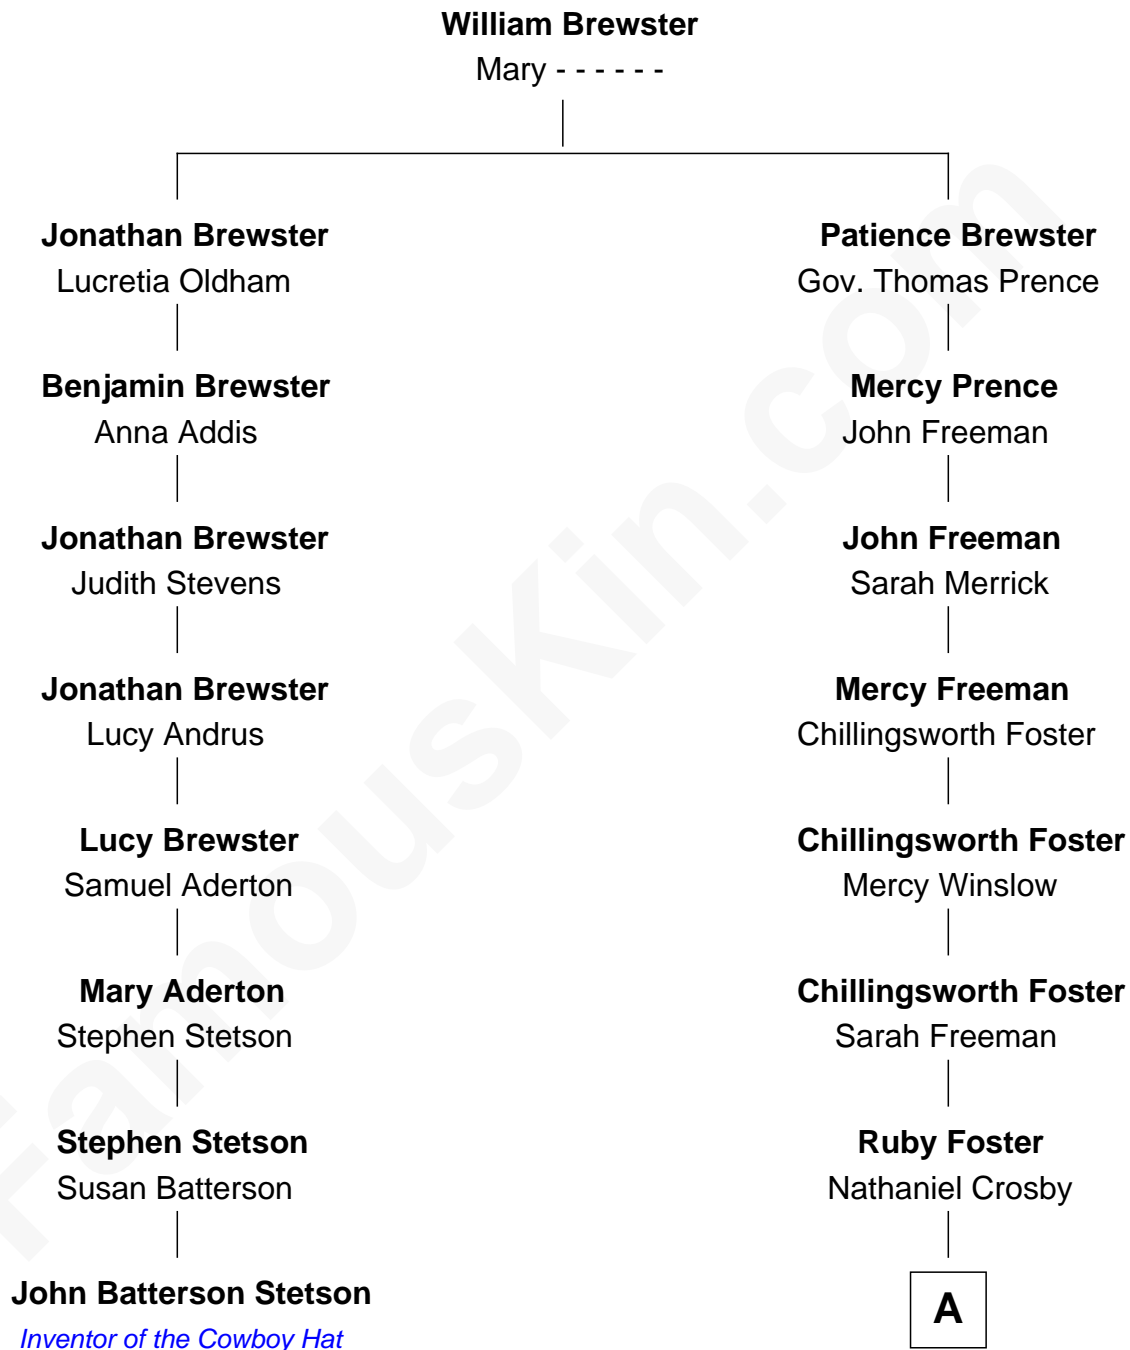 William Brewster
Mary - - - - - -
Jonathan Brewster
Lucretia Oldham
Patience Brewster
Gov. Thomas Prence
Benjamin Brewster
Anna Addis
Mercy Prence
John Freeman
Jonathan Brewster
Judith Stevens
John Freeman
Sarah Merrick
Jonathan Brewster
Lucy Andrus
Mercy Freeman
Chillingsworth Foster
Lucy Brewster
Samuel Aderton
Chillingsworth Foster
Mercy Winslow
Mary Aderton
Stephen Stetson
Chillingsworth Foster
Sarah Freeman
Stephen Stetson
Susan Batterson
Ruby Foster
Nathaniel Crosby
John Batterson Stetson
Inventor of the Cowboy Hat
A
FamousKin.com